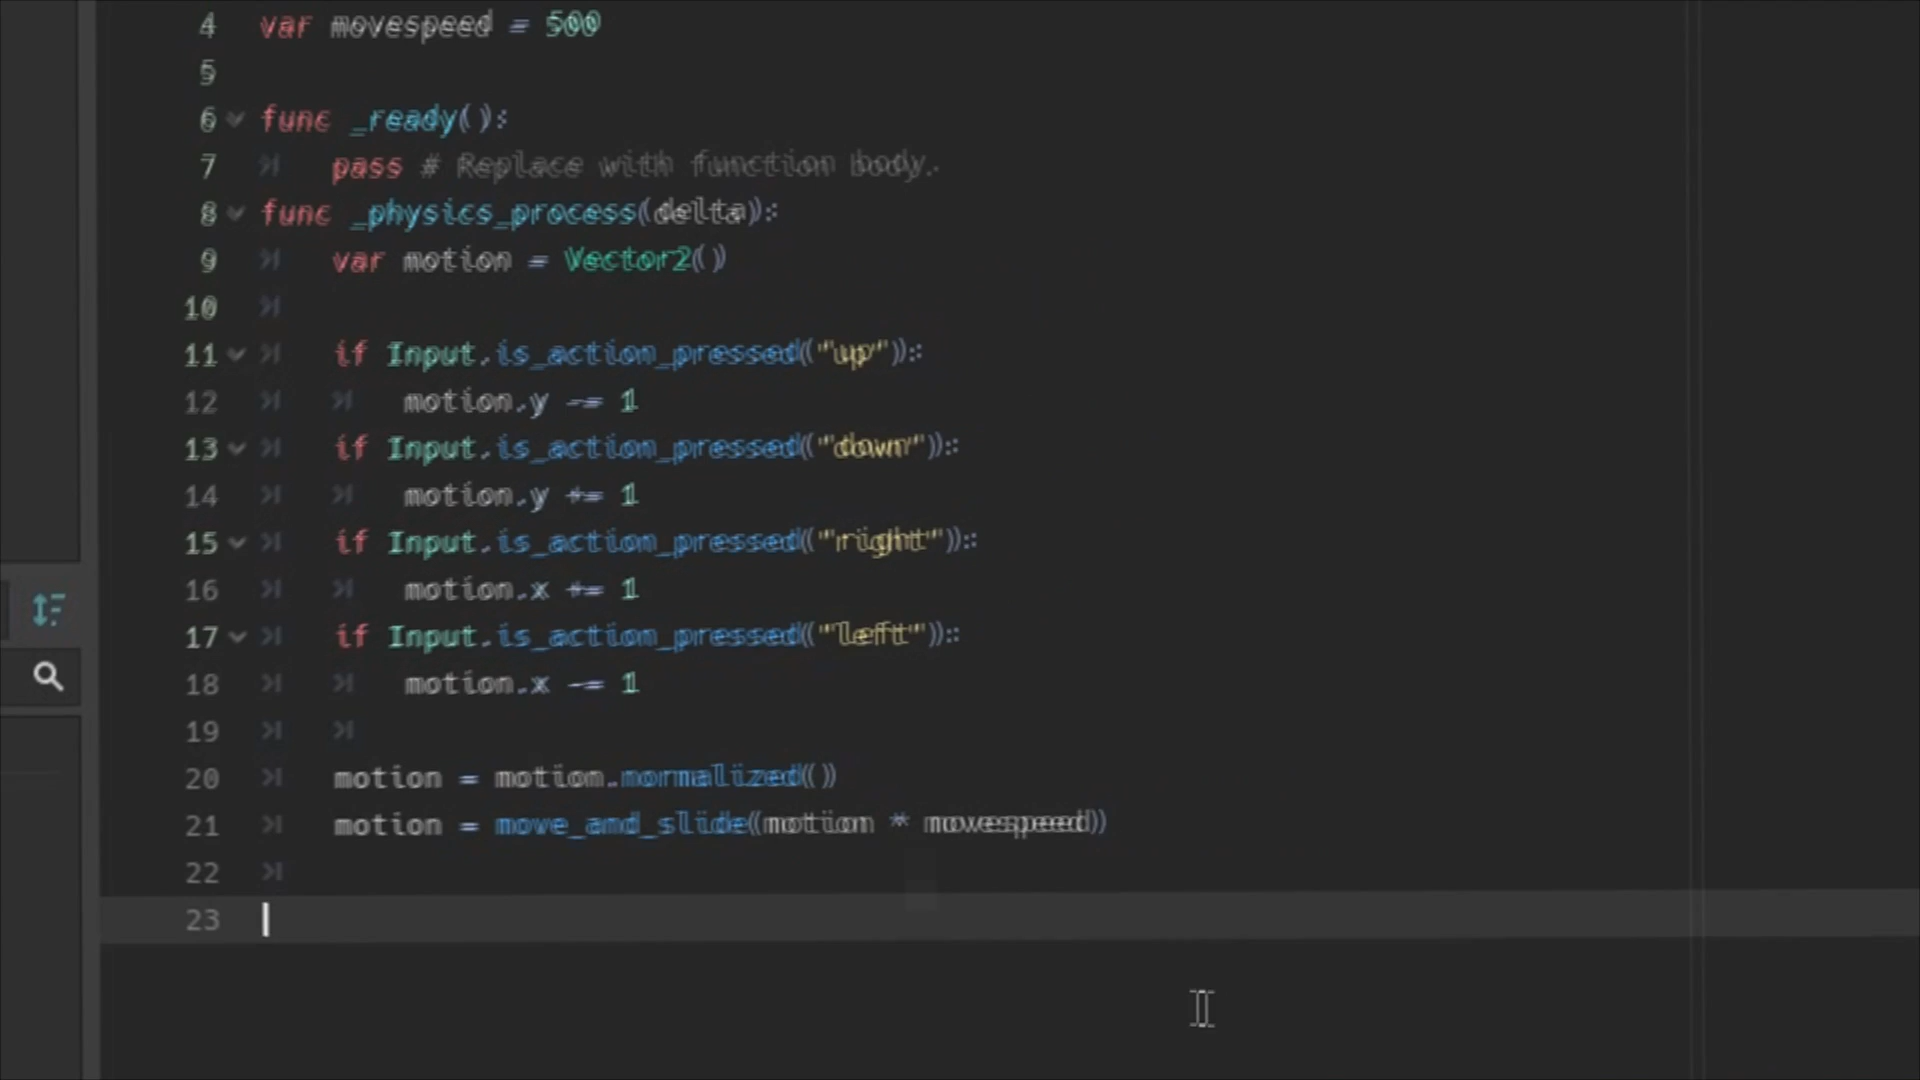 4 var movespeed = 500
5
6 func _ready():
7 pass # Replace with function body.
8 func _physics_process(delta):
9 var motion = Vector2()
10
11 if Input.is_action_pressed("up"):
12 motion.y -= 1
13 if Input.is_action_pressed("down"):
14 motion.y += 1
15 if Input.is_action_pressed("right"):
16 motion.x += 1
17 if Input.is_action_pressed("left"):
18 motion.x -= 1
19
20 motion = motion.normalized()
21 motion = move_and_slide(motion * movespeed)
22
23